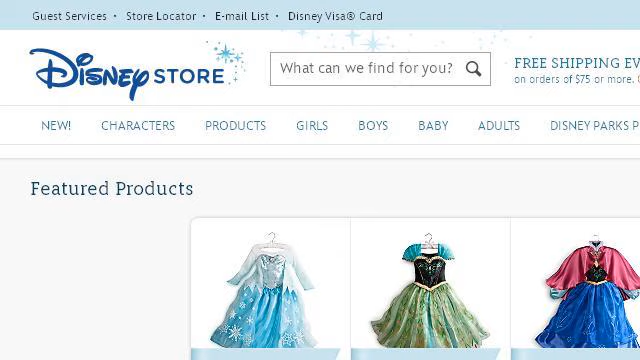 Guest Services • Store Locator • E-mail List • Disney Visa® Card
Disney STORE
What can we find for you?
FREE SHIPPING EV
on orders of $75 or more.
NEW! CHARACTERS PRODUCTS GIRLS BOYS BABY ADULTS DISNEY PARKS P
Featured Products